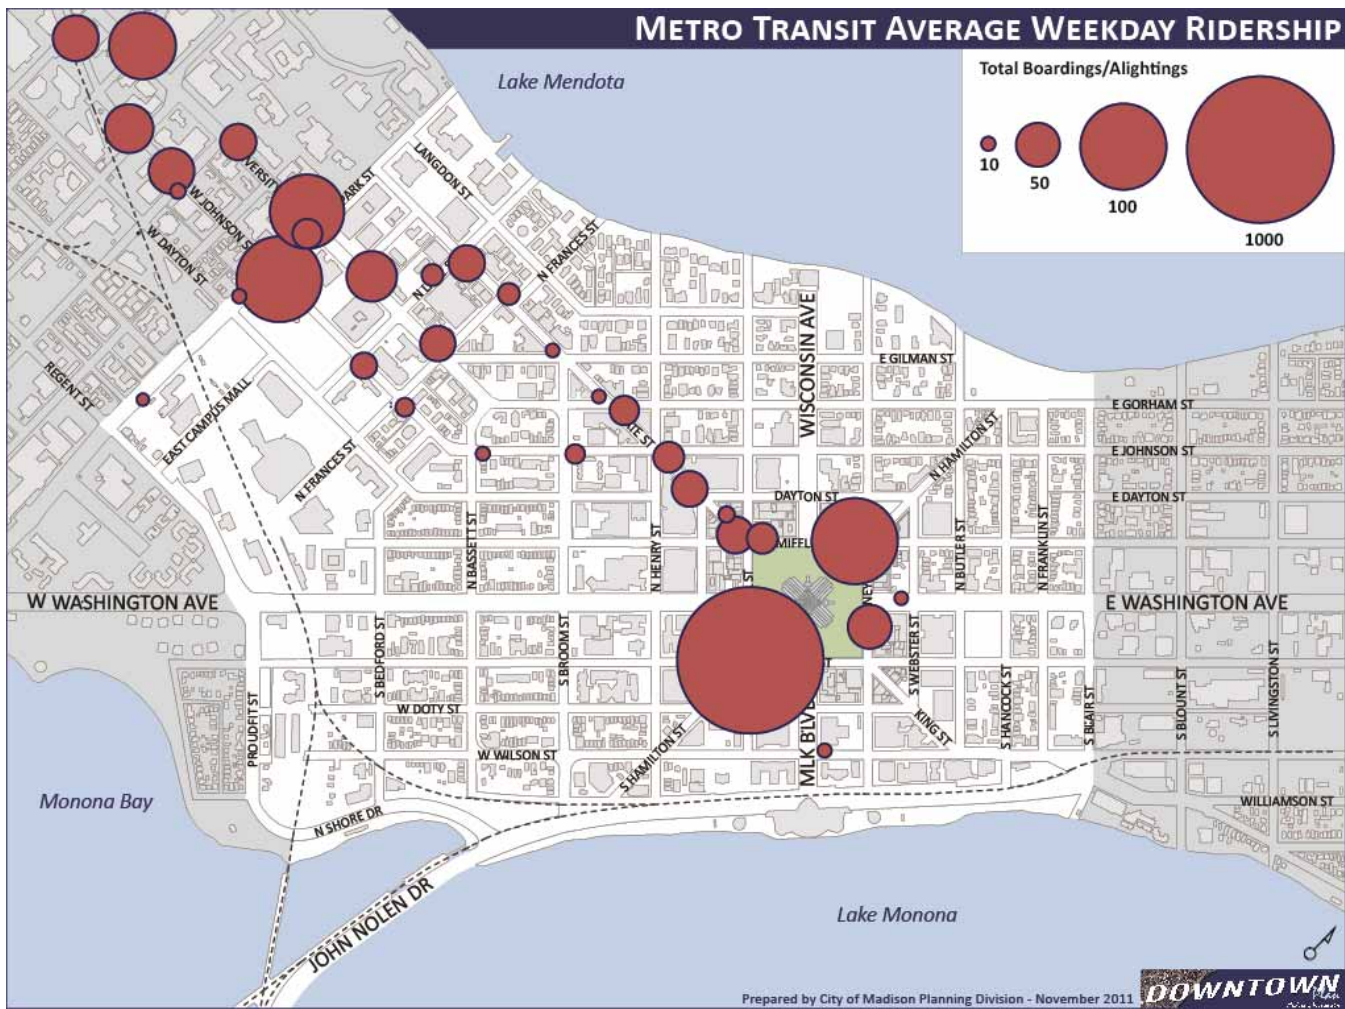 METRO TRANSIT AVERAGE WEEKDAY RIDERSHIP
Lake Mendota
Total Boardings/Alightings
10
50
100
1000
LANGDON ST
W JOHNSON ST
W DAYTON ST
N FRANCES ST
WISCONSIN AVE
E GILMAN ST
REGENT ST
EAST CAMPUS MALL
E GORHAM ST
N HAMILTON ST
E JOHNSON ST
N FRANCES ST
DAYTON ST
E DAYTON ST
N BASSETT ST
N HENRY ST
N BUTLER ST
N FRANKLIN ST
W WASHINGTON AVE
E WASHINGTON AVE
S BEDFORD ST
S BROOM ST
S WEBSTER ST
S HANCOCK ST
S BLAIR ST
S BLOUNT ST
S LIVINGSTON ST
PROUDFIT ST
W DOTY ST
KING ST
W WILSON ST
S HAMILTON ST
MLK BLVD
Monona Bay
N SHORE DR
WILLIAMSON ST
JOHN NOLEN DR
Lake Monona
Prepared by City of Madison Planning Division - November 2011
DOWNTOWN
Plan